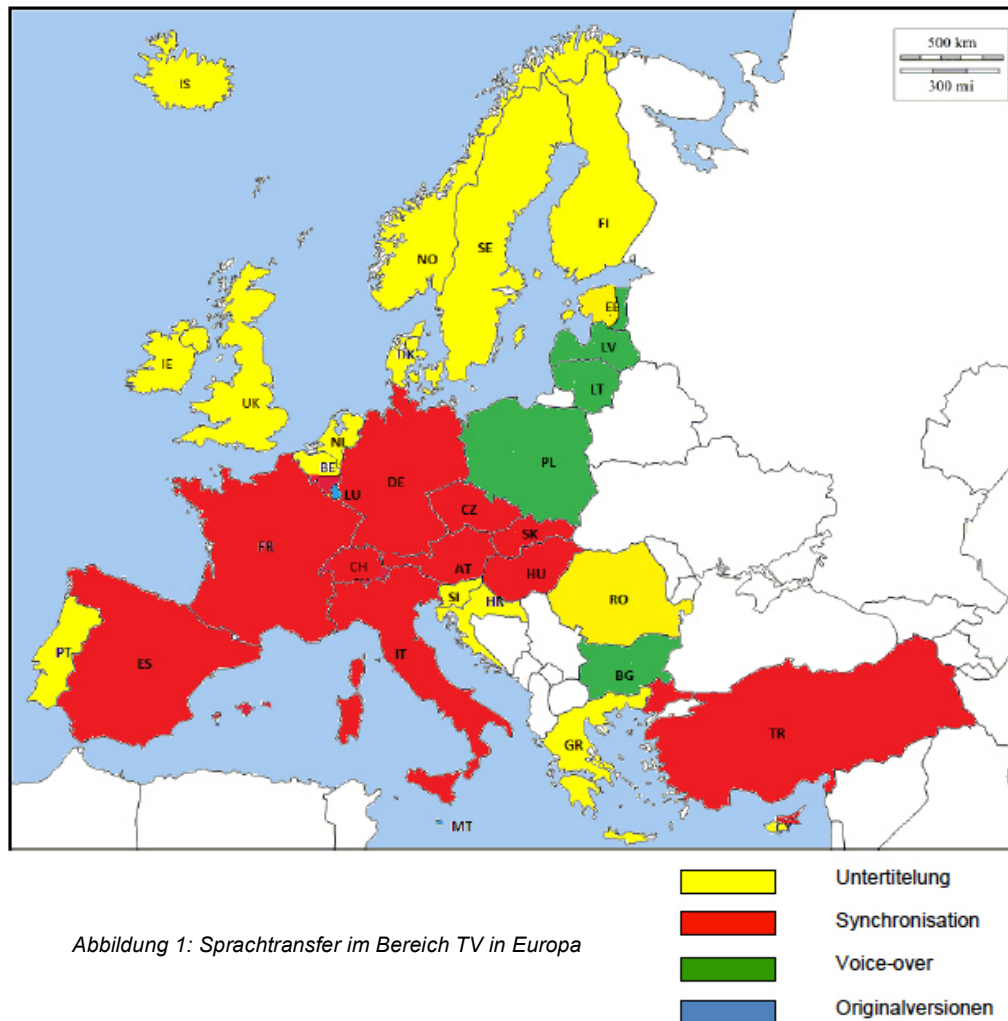 500 km
300 mi
IS
FI
SE
NO
EE
LV
DK
IE
LT
UK
NL
BE
PL
DE
LU
CZ
SK
FR
CH
AT
HU
SI
HR
RO
PT
ES
IT
BG
TR
GR
MT
CY
Untertitelung
Synchronisation
Abbildung 1: Sprachtransfer im Bereich TV in Europa
Voice-over
Originalversionen